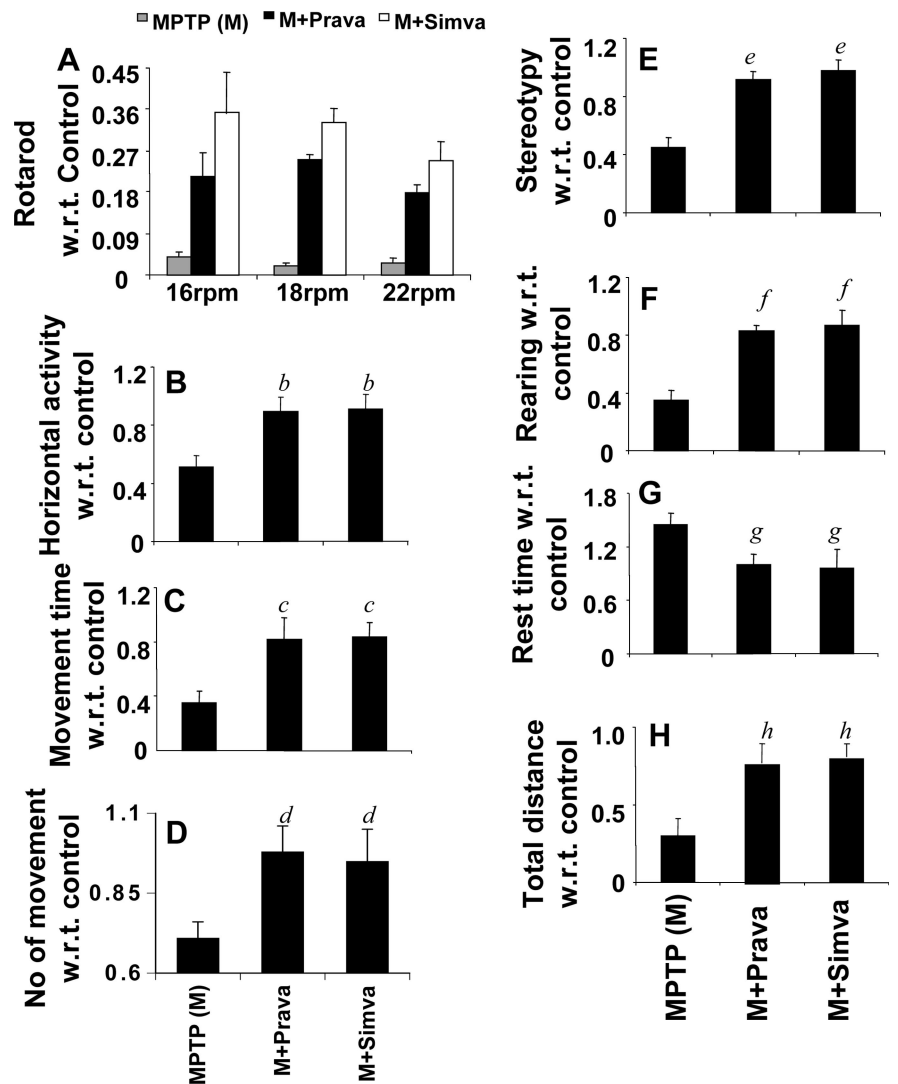 MPTP (M) M+Prava M+Simva
A
Rotarod
w.r.t. Control
0.45
0.36
0.27
0.18
0.09
0
16rpm 18rpm 22rpm
B
Horizontal activity
w.r.t. control
1.2
0.8
0.4
0
b b
C
Movement time
w.r.t. control
1.2
0.8
0.4
0
c c
D
No of movement
w.r.t. control
1.1
0.85
0.6
d d
MPTP (M)
M+Prava
M+Simva
E
Stereotypy
w.r.t. control
1.2
0.8
0.4
0
e e
F
Rearing w.r.t.
control
1.2
0.8
0.4
0
f f
G
Rest time w.r.t.
control
1.8
1.2
0.6
0
g g
H
Total distance
w.r.t. control
1.0
0.5
0
h h
MPTP (M)
M+Prava
M+Simva